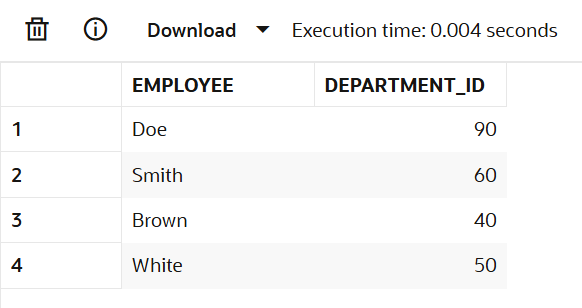 Download Execution time: 0.004 seconds
EMPLOYEE DEPARTMENT_ID
1 Doe 90
2 Smith 60
3 Brown 40
4 White 50